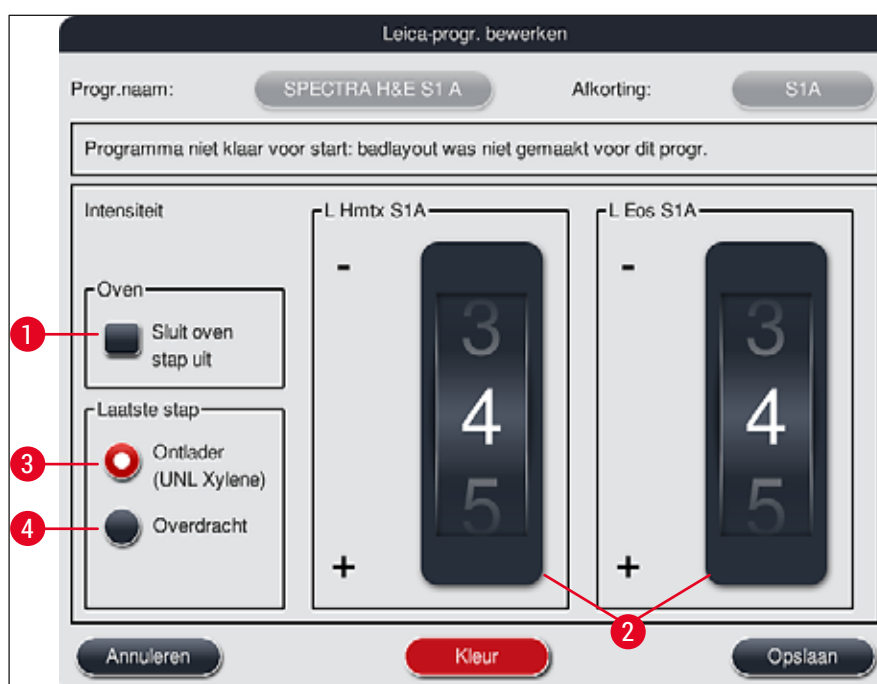 Leica-progr. bewerken
Progr.naam: SPECTRA H&E S1 A Afkorting: S1A
Programma niet klaar voor start: badlayout was niet gemaakt voor dit progr.
Intensiteit
L Hmtx S1A
L Eos S1A
- -
Oven
1 Sluit oven
stap uit
3 3
4 4
5 5
Laatste stap
3 Ontlader
(UNL Xylene)
4 Overdracht
+ +
2
Annuleren Kleur Opslaan